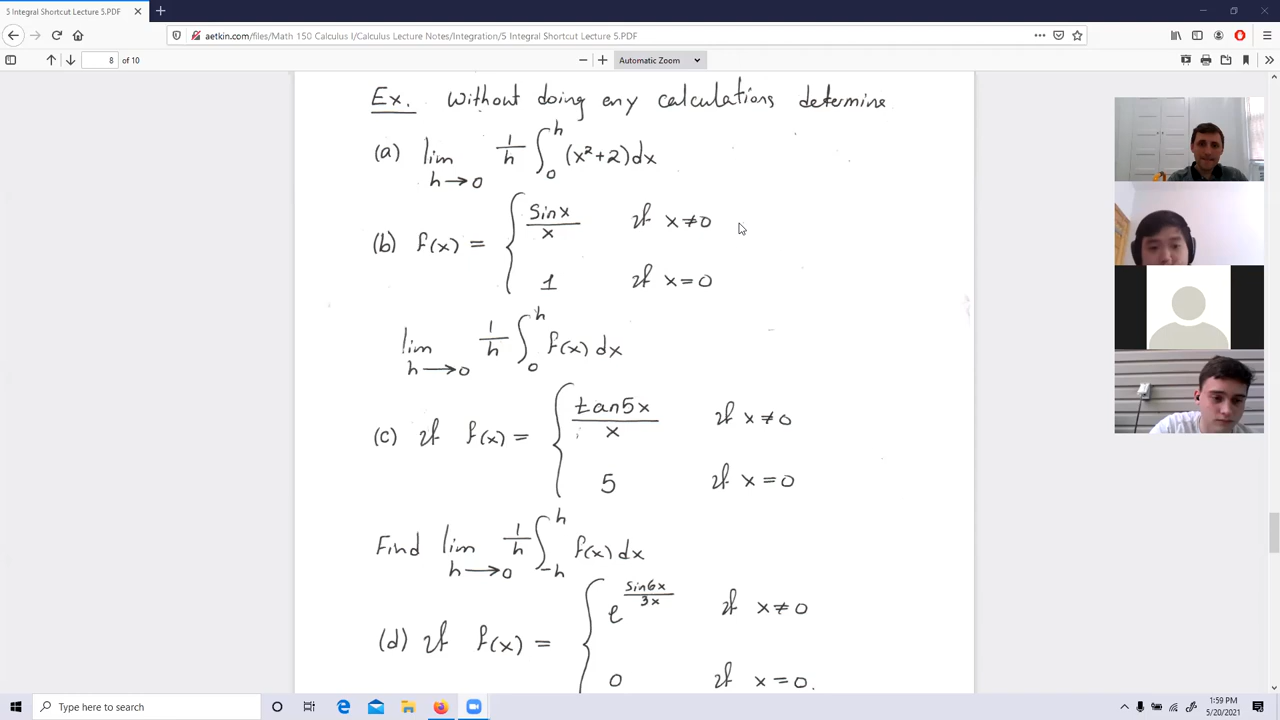 5 Integral Shortcut Lecture 5.PDF
aetkin.com/files/Math 150 Calculus I/Calculus Lecture Notes/Integration/5 Integral Shortcut Lecture 5.PDF
8 of 10
Automatic Zoom
Ex. Without doing any calculations determine
(a) lim h→0 1/h ∫₀ʰ (x²+2)dx
(b) f(x) = { sinx/x if x≠0
1 if x=0
lim h→0 1/h ∫₀ʰ f(x) dx
(c) if f(x) = { tan5x/x if x≠0
5 if x=0
Find lim h→0 1/h ∫₋ₕʰ f(x) dx
(d) if f(x) = { e^(sin6x/3x) if x≠0
0 if x=0.
Type here to search
1:59 PM
5/20/2021